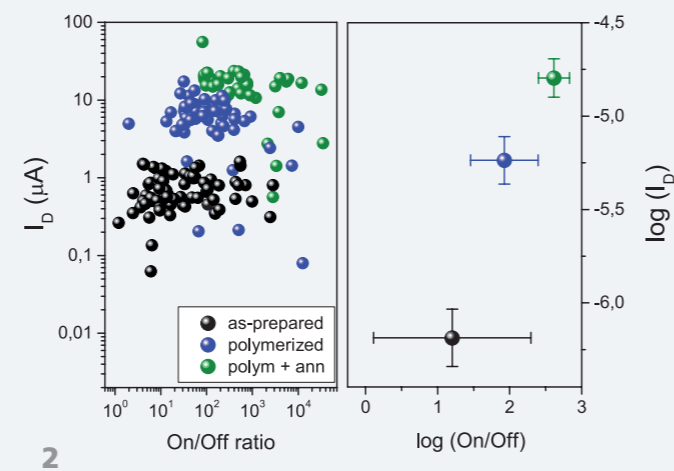 100
10
1
0,1
0,01
I_D (μA)
10^0 10^1 10^2 10^3 10^4
On/Off ratio
as-prepared
polymerized
polym + ann
-4,5
-5,0
-5,5
-6,0
log (I_D)
0 1 2 3
log (On/Off)
2